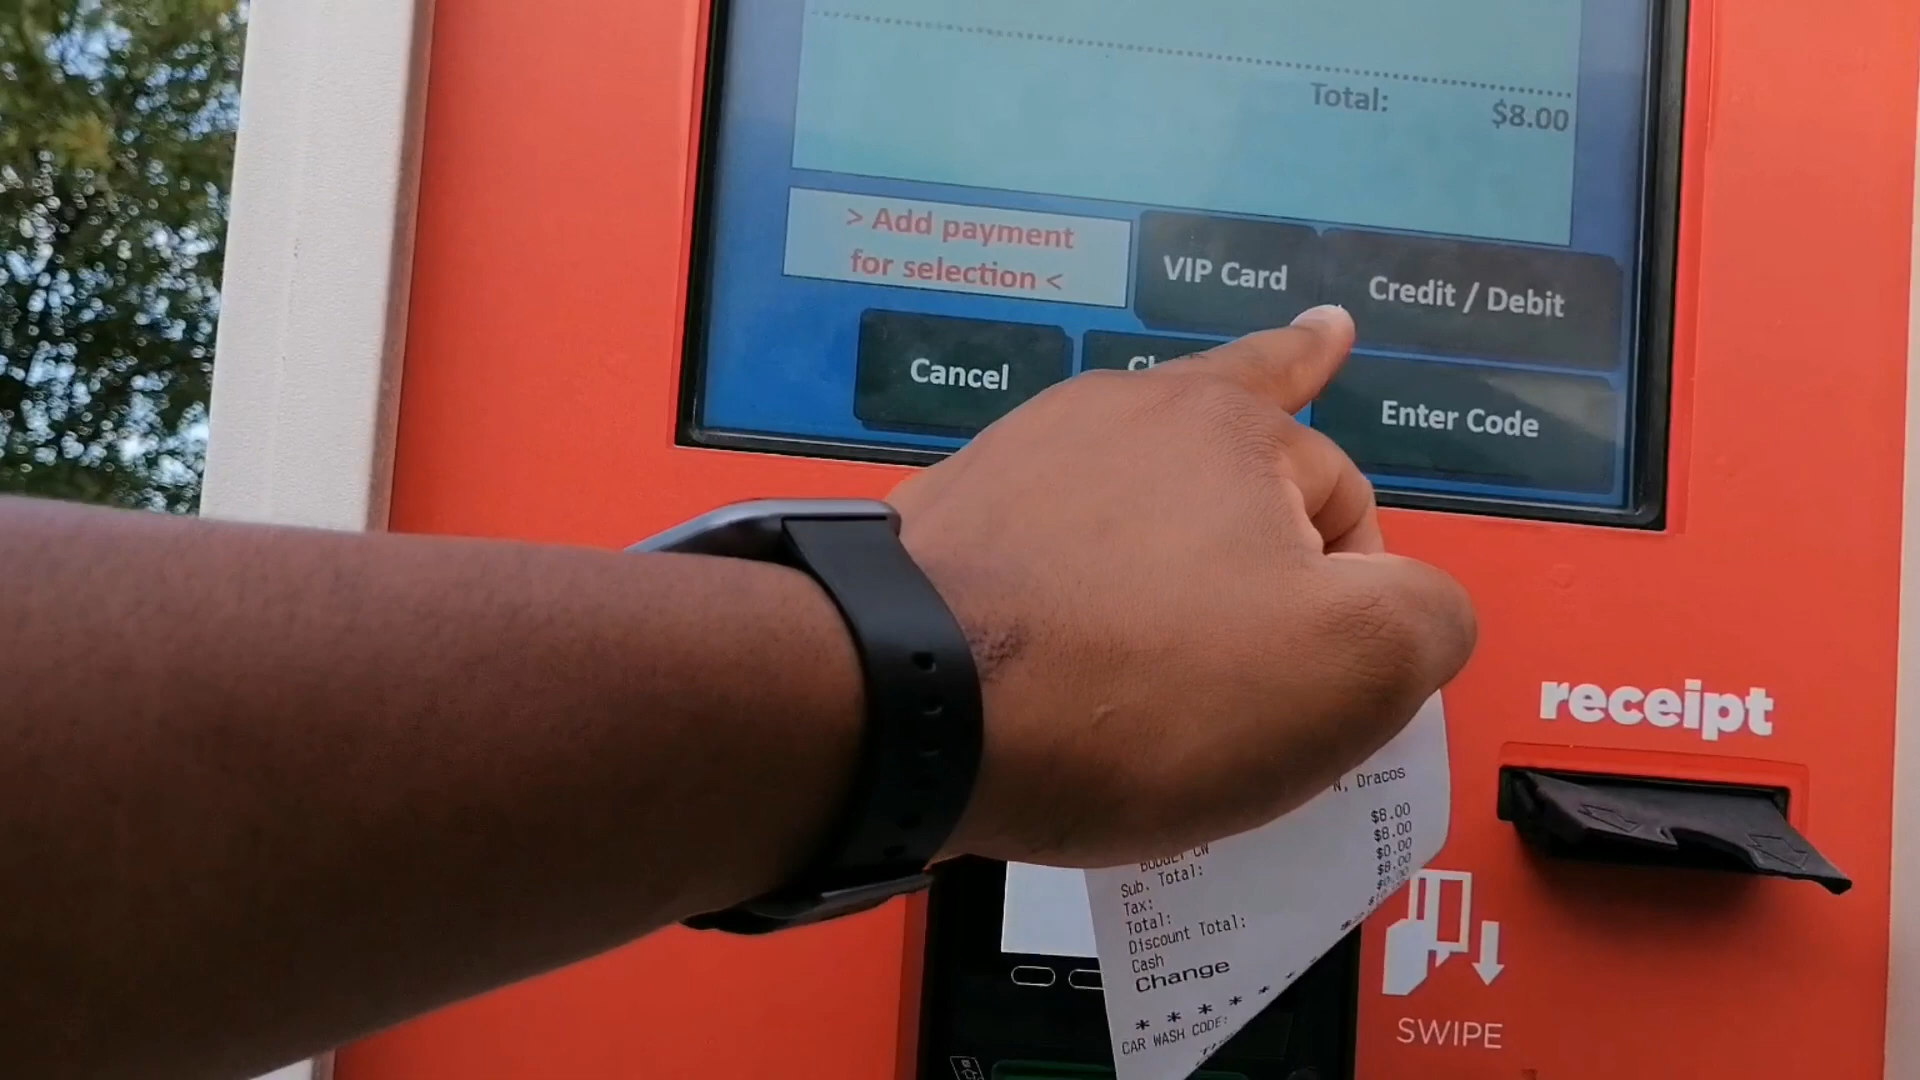 Total: $8.00
> Add payment
for selection <
VIP Card
Credit / Debit
Cancel
Enter Code
receipt
N, Dracos
$8.00
$8.00
$0.00
$8.00
CW
Sub. Total:
Tax:
Total:
Discount Total:
Cash
Change
* * * * *
CAR WASH CODE:
SWIPE